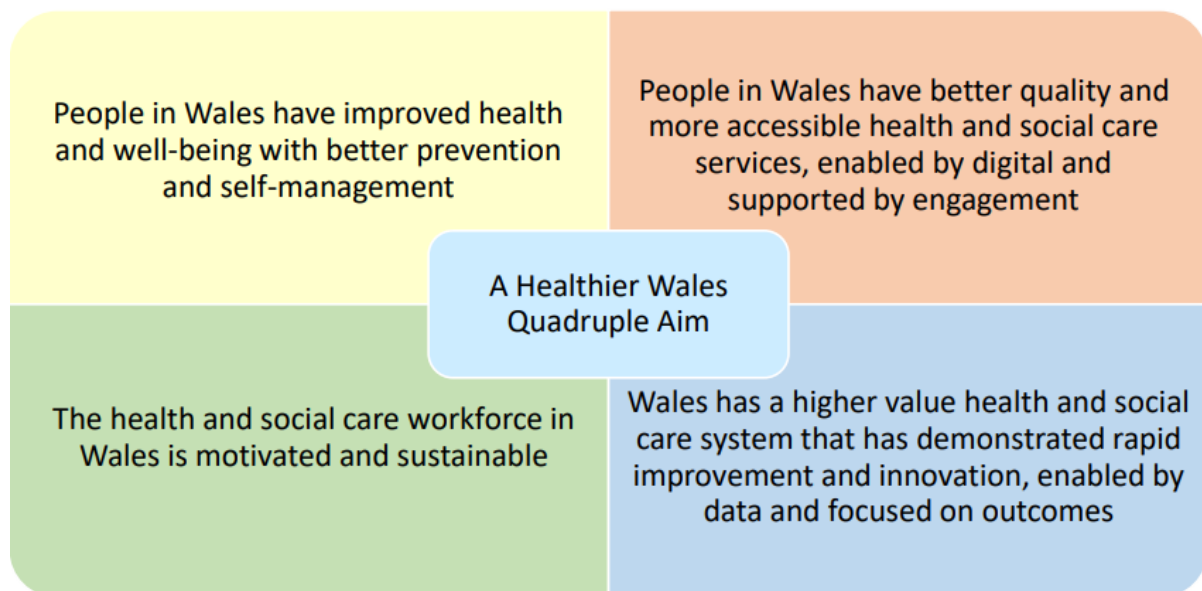 People in Wales have improved health
and well-being with better prevention
and self-management
People in Wales have better quality and
more accessible health and social care
services, enabled by digital and
supported by engagement
A Healthier Wales
Quadruple Aim
The health and social care workforce in
Wales is motivated and sustainable
Wales has a higher value health and social
care system that has demonstrated rapid
improvement and innovation, enabled by
data and focused on outcomes